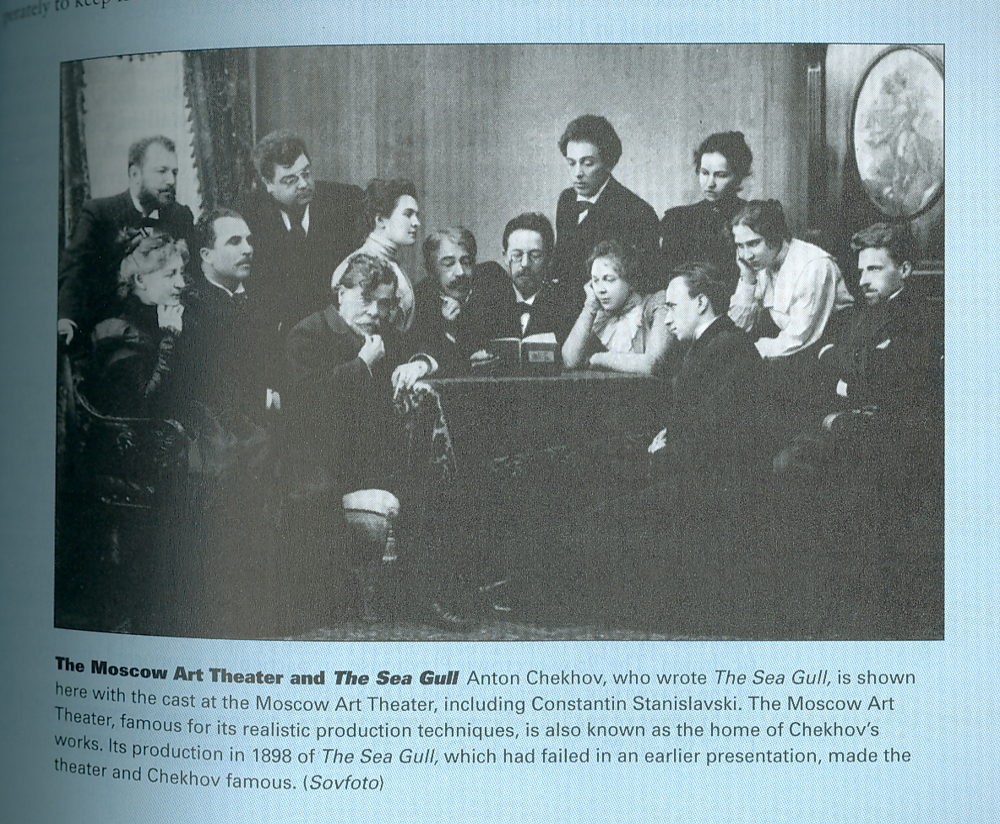 to keep
The Moscow Art Theater and The Sea Gull Anton Chekhov, who wrote The Sea Gull, is shown
here with the cast at the Moscow Art Theater, including Constantin Stanislavski. The Moscow Art
Theater, famous for its realistic production techniques, is also known as the home of Chekhov's
works. Its production in 1898 of The Sea Gull, which had failed in an earlier presentation, made the
theater and Chekhov famous. (Sovfoto)